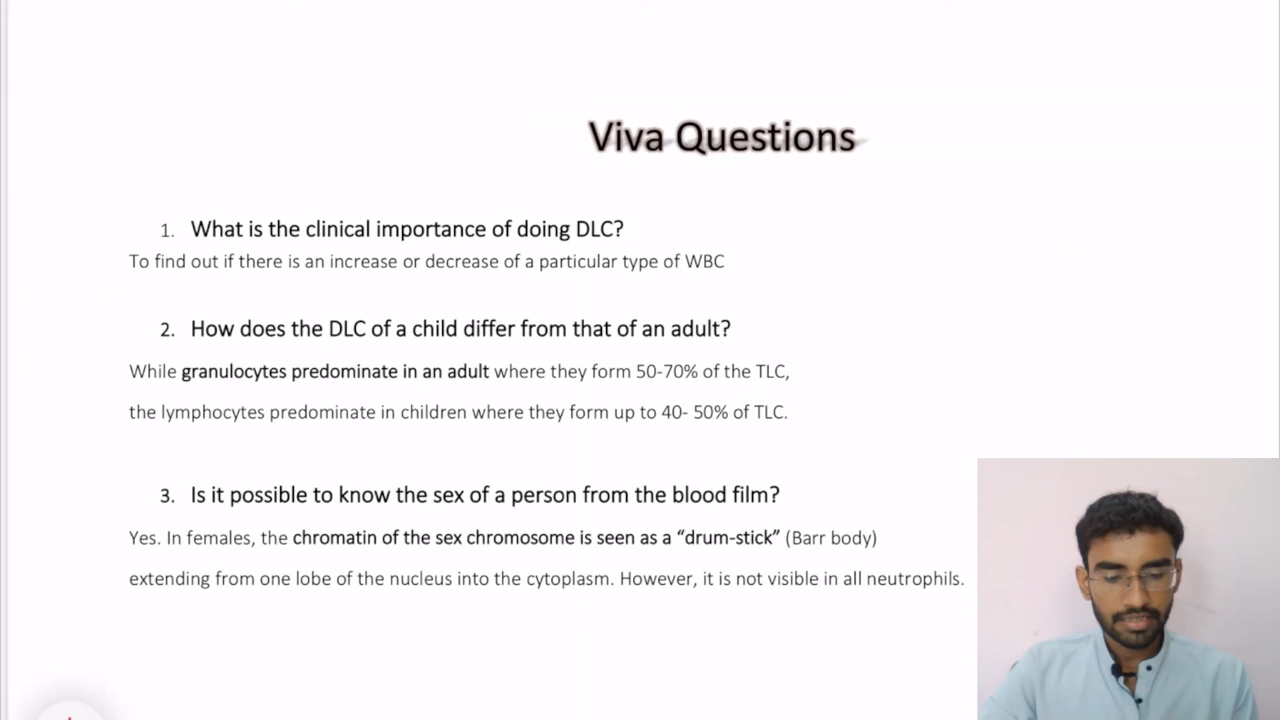 Viva Questions
1. What is the clinical importance of doing DLC?
To find out if there is an increase or decrease of a particular type of WBC
2. How does the DLC of a child differ from that of an adult?
While granulocytes predominate in an adult where they form 50-70% of the TLC,
the lymphocytes predominate in children where they form up to 40- 50% of TLC.
3. Is it possible to know the sex of a person from the blood film?
Yes. In females, the chromatin of the sex chromosome is seen as a “drum-stick” (Barr body)
extending from one lobe of the nucleus into the cytoplasm. However, it is not visible in all neutrophils.